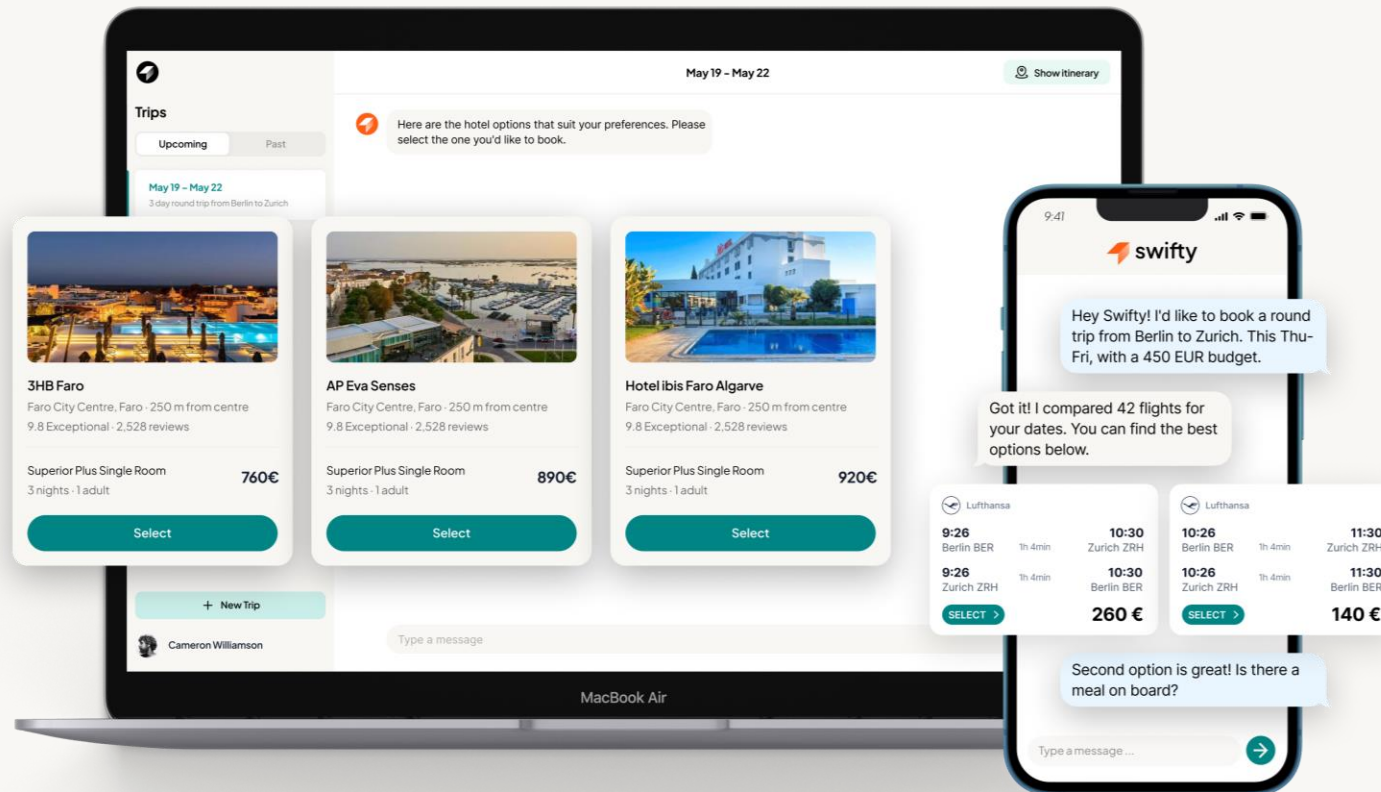 May 19 – May 22
Show itinerary
Trips
Upcoming
Past
May 19 – May 22
3 day round trip from Berlin to Zurich
Here are the hotel options that suit your preferences. Please
select the one you'd like to book.
3HB Faro
Faro City Centre, Faro · 250 m from centre
9.8 Exceptional · 2,528 reviews
Superior Plus Single Room
3 nights · 1 adult
760€
Select
AP Eva Senses
Faro City Centre, Faro · 250 m from centre
9.8 Exceptional · 2,528 reviews
Superior Plus Single Room
3 nights · 1 adult
890€
Select
Hotel ibis Faro Algarve
Faro City Centre, Faro · 250 m from centre
9.8 Exceptional · 2,528 reviews
Superior Plus Single Room
3 nights · 1 adult
920€
Select
+ New Trip
Cameron Williamson
Type a message
MacBook Air
9:41
swifty
Hey Swifty! I'd like to book a round
trip from Berlin to Zurich. This Thu-
Fri, with a 450 EUR budget.
Got it! I compared 42 flights for
your dates. You can find the best
options below.
Lufthansa
9:26 10:30
Berlin BER 1h 4min Zurich ZRH
9:26 10:30
Zurich ZRH 1h 4min Berlin BER
SELECT > 260 €
Lufthansa
10:26 11:30
Berlin BER 1h 4min Zurich ZRH
10:26 11:30
Zurich ZRH 1h 4min Berlin BER
SELECT > 140 €
Second option is great! Is there a
meal on board?
Type a message ...